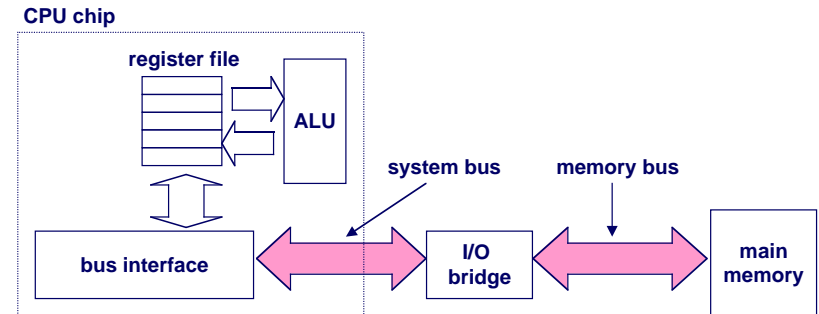 CPU chip
register file
ALU
system bus
memory bus
bus interface
I/O
bridge
main
memory